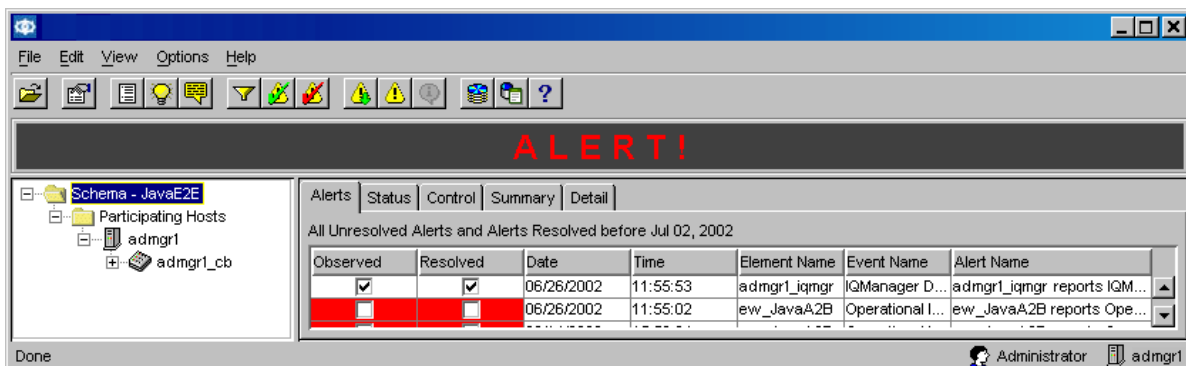 File Edit View Options Help
ALERT!
Schema - JavaE2E
Participating Hosts
admgr1
admgr1_cb
Alerts Status Control Summary Detail
All Unresolved Alerts and Alerts Resolved before Jul 02, 2002
Observed Resolved Date Time Element Name Event Name Alert Name
06/26/2002 11:55:53 admgr1_iqmgr IQManager D... admgr1_iqmgr reports IQM...
06/26/2002 11:55:02 ew_JavaA2B Operational I... ew_JavaA2B reports Ope...
Done Administrator admgr1